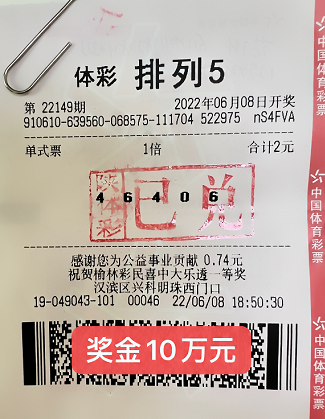 体彩 排列5
第 22149期 2022年06月08日开奖
910610-639560-068575-111704 522975 nS4FVA
单式票 1倍 合计2元
陕体彩 已兑
4 6 4 0 6
感谢您为公益事业贡献 0.74元
祝贺榆林彩民喜中大乐透一等奖
汉滨区兴科明珠西门口
19-049043-101 00046 22/06/08 18:50:30
奖金10万元
中国体育彩票
中国体育彩票
中国体育彩票